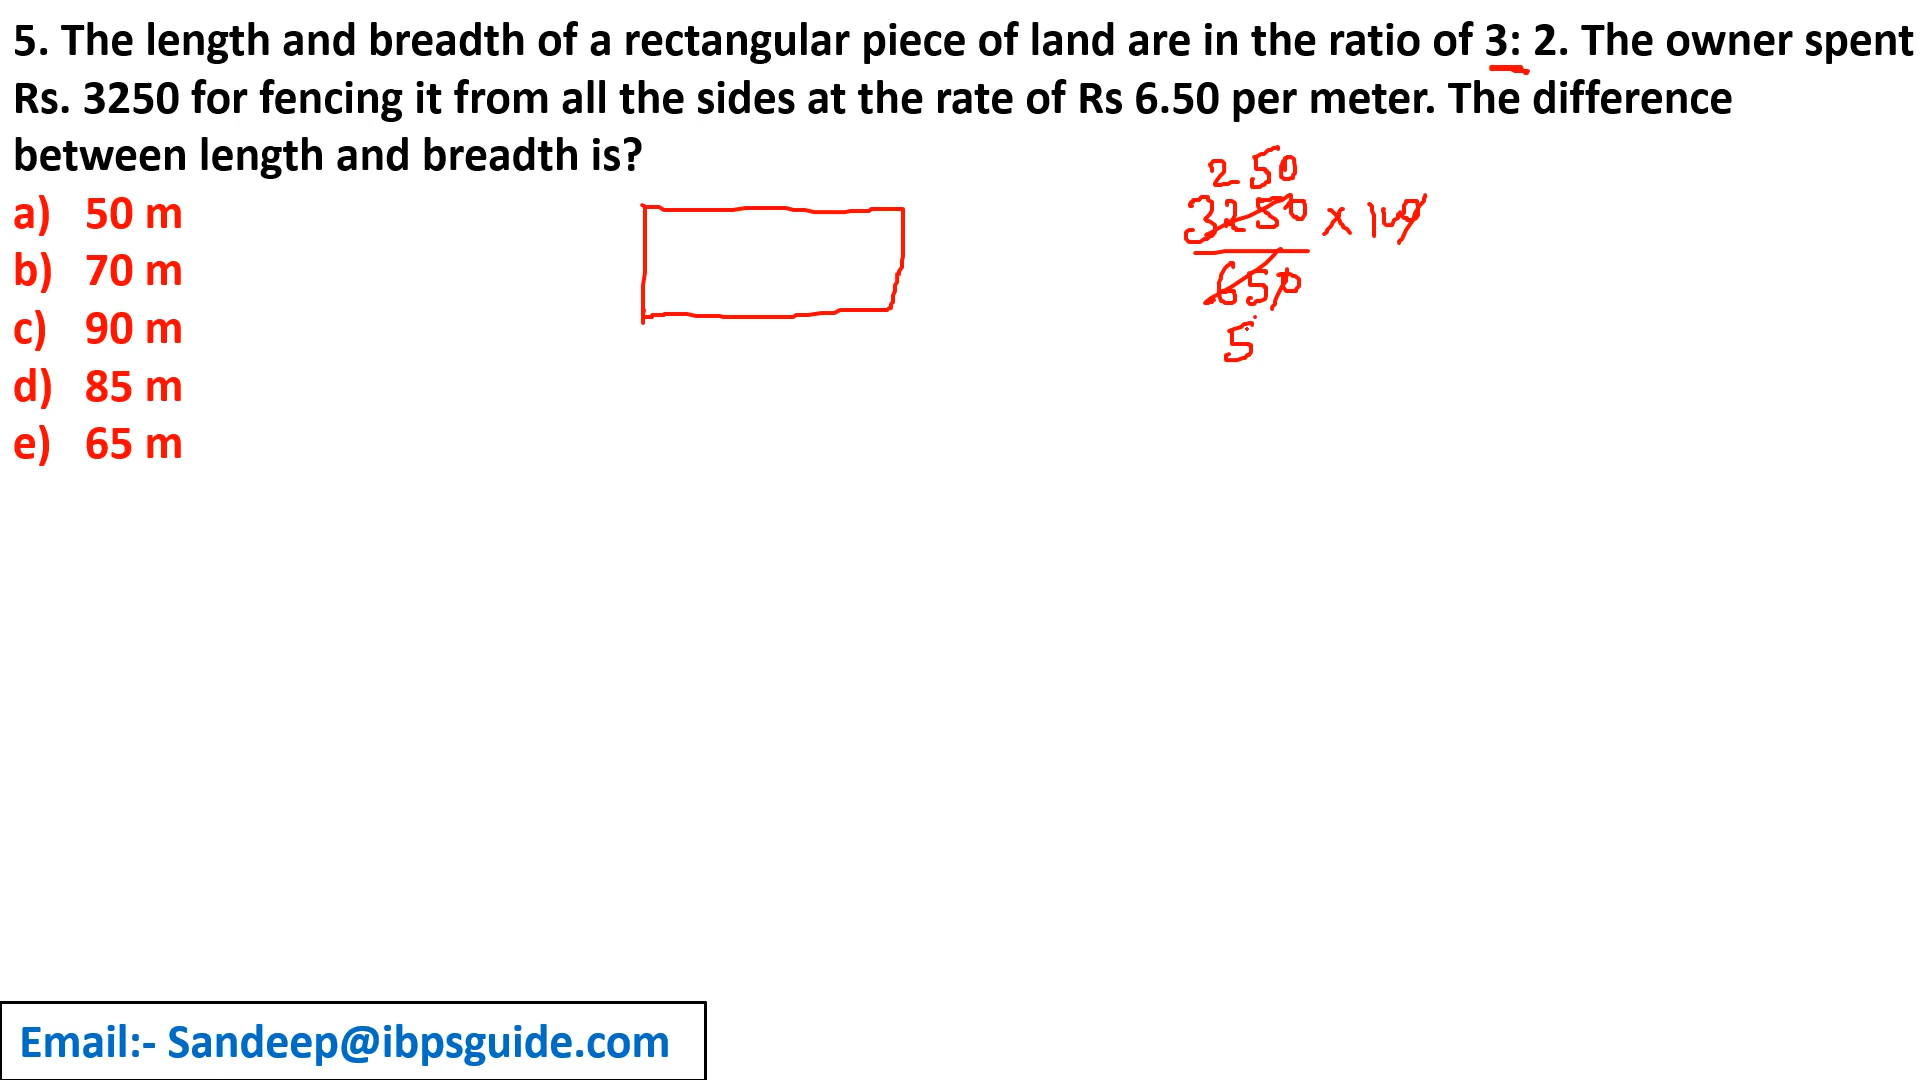 5. The length and breadth of a rectangular piece of land are in the ratio of 3: 2. The owner spent
Rs. 3250 for fencing it from all the sides at the rate of Rs 6.50 per meter. The difference
between length and breadth is?
250
3250 × 100
650
5
a) 50 m
b) 70 m
c) 90 m
d) 85 m
e) 65 m
Email:- Sandeep@ibpsguide.com